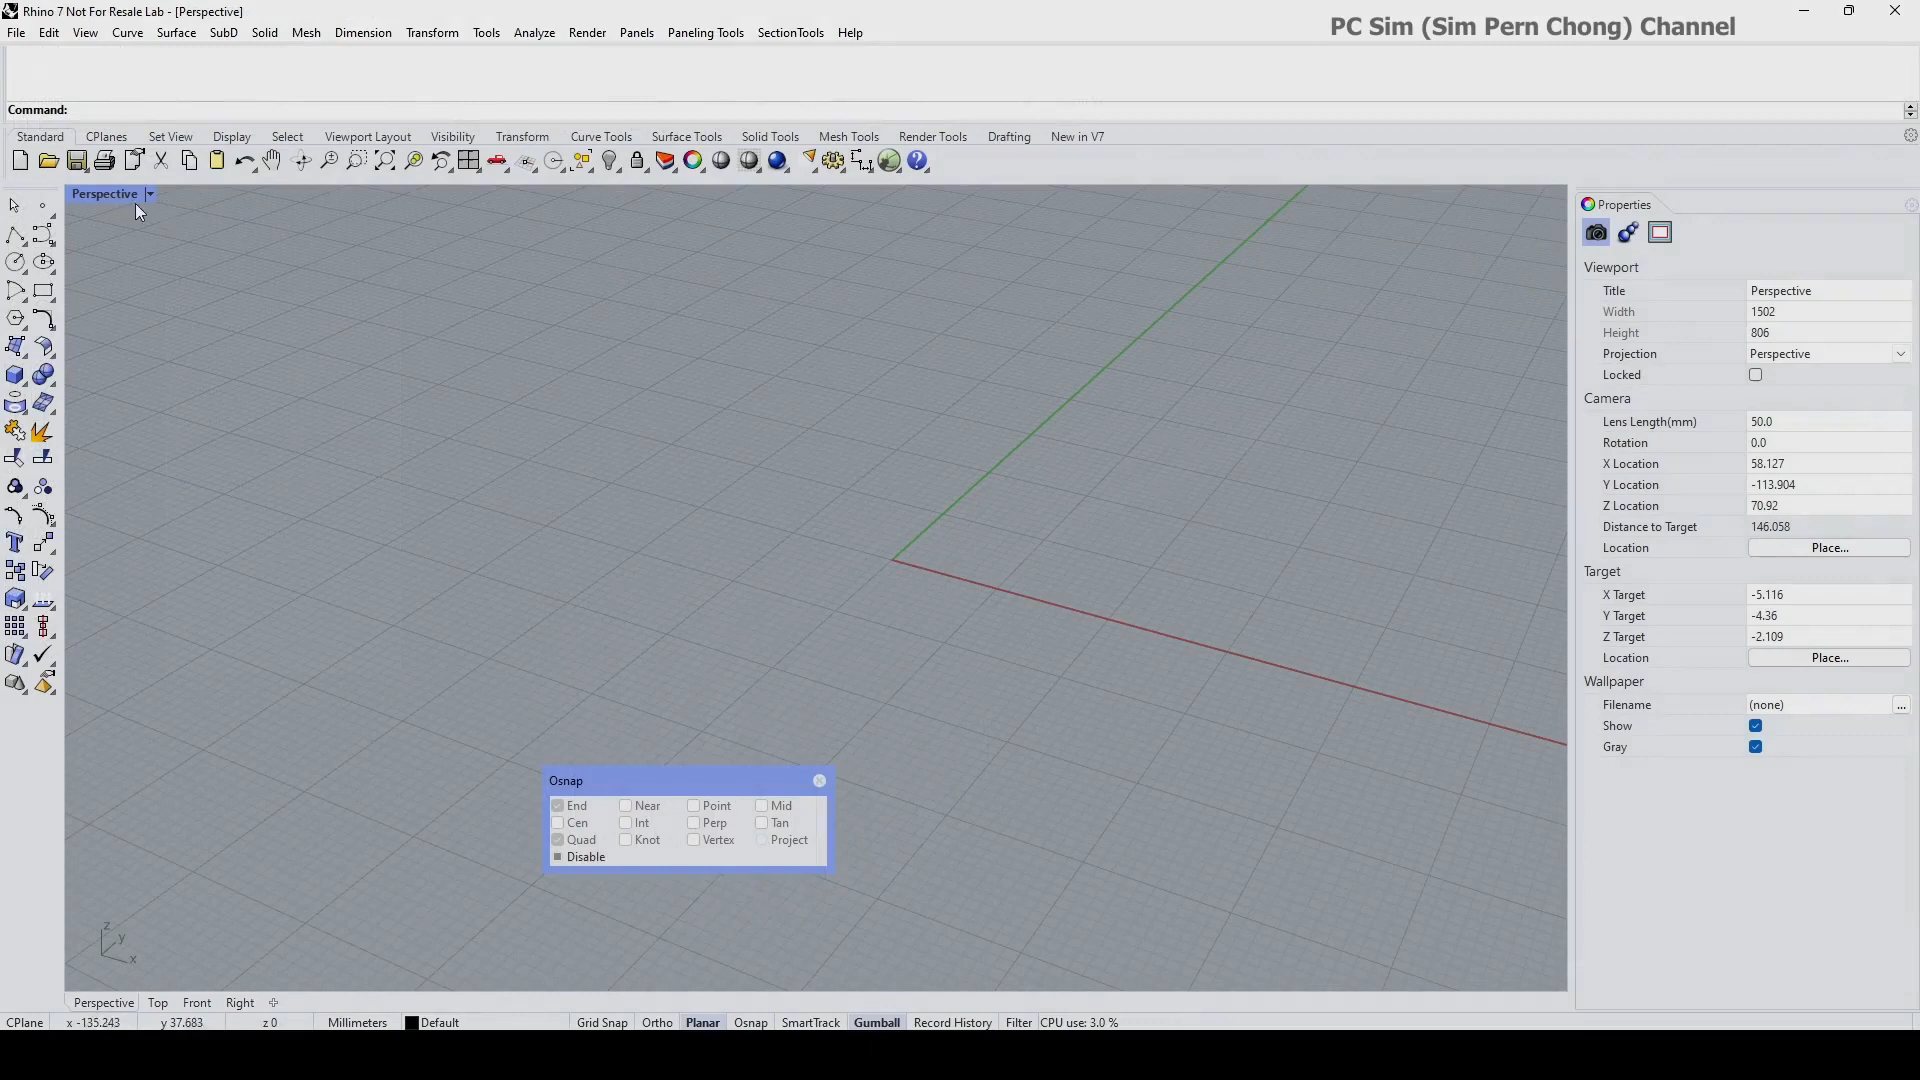 Rhino 7 Not For Resale Lab - [Perspective]
PC Sim (Sim Pern Chong) Channel
File Edit View Curve Surface SubD Solid Mesh Dimension Transform Tools Analyze Render Panels Paneling Tools SectionTools Help
Command:
Standard CPlanes Set View Display Select Viewport Layout Visibility Transform Curve Tools Surface Tools Solid Tools Mesh Tools Render Tools Drafting New in V7
Perspective
Properties
Viewport
Title Perspective
Width 1502
Height 806
Projection Perspective
Locked
Camera
Lens Length(mm) 50.0
Rotation 0.0
X Location 58.127
Y Location -113.904
Z Location 70.92
Distance to Target 146.058
Location Place...
Target
X Target -5.116
Y Target -4.36
Z Target -2.109
Location Place...
Wallpaper
Filename (none) ...
Show
Gray
Osnap
End Near Point Mid
Cen Int Perp Tan
Quad Knot Vertex Project
Disable
z
y
x
Perspective Top Front Right
CPlane x -135.243 y 37.683 z 0 Millimeters Default Grid Snap Ortho Planar Osnap SmartTrack Gumball Record History Filter CPU use: 3.0 %